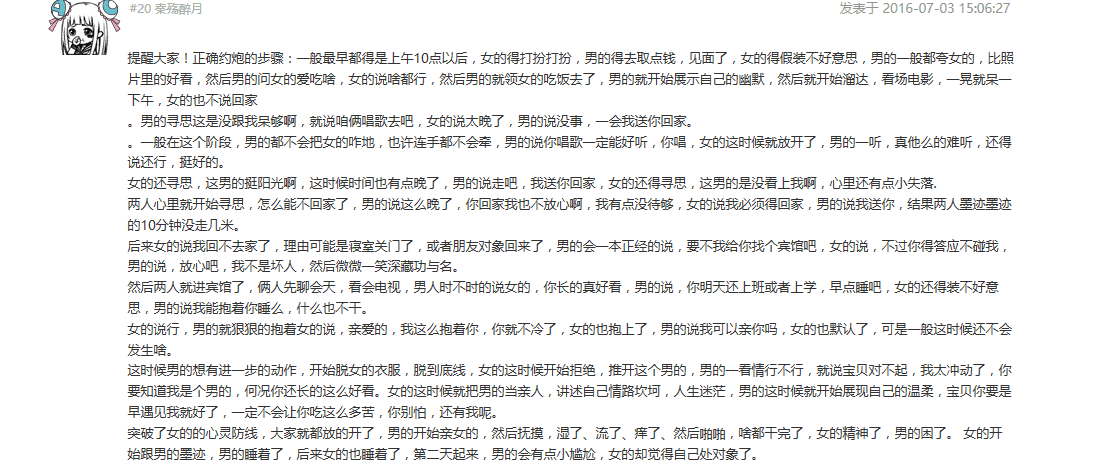 #20 秦殇醉月
发表于 2016-07-03 15:06:27
提醒大家！正确约炮的步骤：一般最早都得是上午10点以后，女的得打扮打扮，男的得去取点钱，见面了，女的得假装不好意思，男的一般都夸女的，比照
片里的好看，然后男的问女的爱吃啥，女的说啥都行，然后男的就领女的吃饭去了，男的就开始展示自己的幽默，然后就开始溜达，看场电影，一晃就呆一
下午，女的也不说回家
。男的寻思这是没跟我呆够啊，就说咱俩唱歌去吧，女的说太晚了，男的说没事，一会我送你回家。
。一般在这个阶段，男的都不会把女的咋地，也许连手都不会牵，男的说你唱歌一定能好听，你唱，女的这时候就放开了，男的一听，真他么的难听，还得
说还行，挺好的。
女的还寻思，这男的挺阳光啊，这时候时间也有点晚了，男的说走吧，我送你回家，女的还得寻思，这男的是没看上我啊，心里还有点小失落.
两人心里就开始寻思，怎么能不回家了，男的说这么晚了，你回家我也不放心啊，我有点没待够，女的说我必须得回家，男的说我送你，结果两人墨迹墨迹
的10分钟没走几米。
后来女的说我回不去家了，理由可能是寝室关门了，或者朋友对象回来了，男的会一本正经的说，要不我给你找个宾馆吧，女的说，不过你得答应不碰我，
男的说，放心吧，我不是坏人，然后微微一笑深藏功与名。
然后两人就进宾馆了，俩人先聊会天，看会电视，男人时不时的说女的，你长的真好看，男的说，你明天还上班或者上学，早点睡吧，女的还得装不好意
思，男的说我能抱着你睡么，什么也不干。
女的说行，男的就狠狠的抱着女的说，亲爱的，我这么抱着你，你就不冷了，女的也抱上了，男的说我可以亲你吗，女的也默认了，可是一般这时候还不会
发生啥。
这时候男的想有进一步的动作，开始脱女的衣服，脱到底线，女的这时候开始拒绝，推开这个男的，男的一看情行不行，就说宝贝对不起，我太冲动了，你
要知道我是个男的，何况你还长的这么好看。女的这时候就把男的当亲人，讲述自己情路坎坷，人生迷茫，男的这时候就开始展现自己的温柔，宝贝你要是
早遇见我就好了，一定不会让你吃这么多苦，你别怕，还有我呢。
突破了女的的心灵防线，大家就都放的开了，男的开始亲女的，然后抚摸，湿了、流了、痒了、然后啪啪，啥都干完了，女的精神了，男的困了。 女的开
始跟男的墨迹，男的睡着了，后来女的也睡着了，第二天起来，男的会有点小尴尬，女的却觉得自己处对象了。